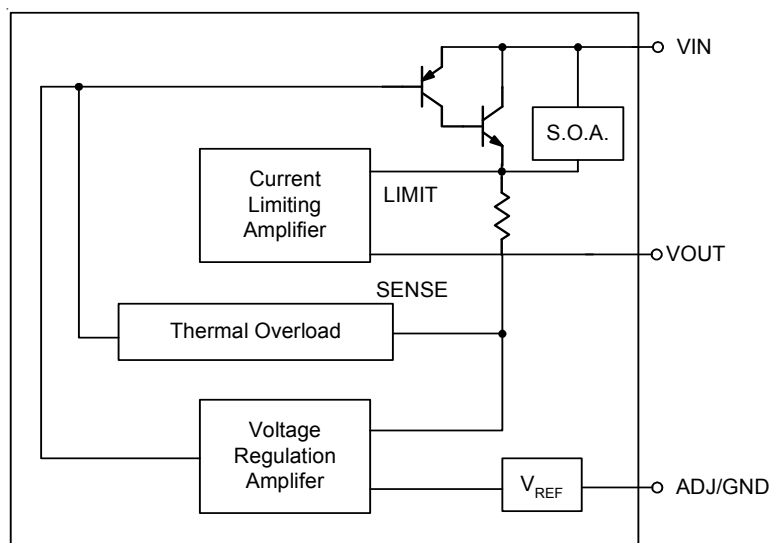 VIN
S.O.A.
Current
Limiting
Amplifier
LIMIT
VOUT
SENSE
Thermal Overload
Voltage
Regulation
Amplifer
VREF
ADJ/GND